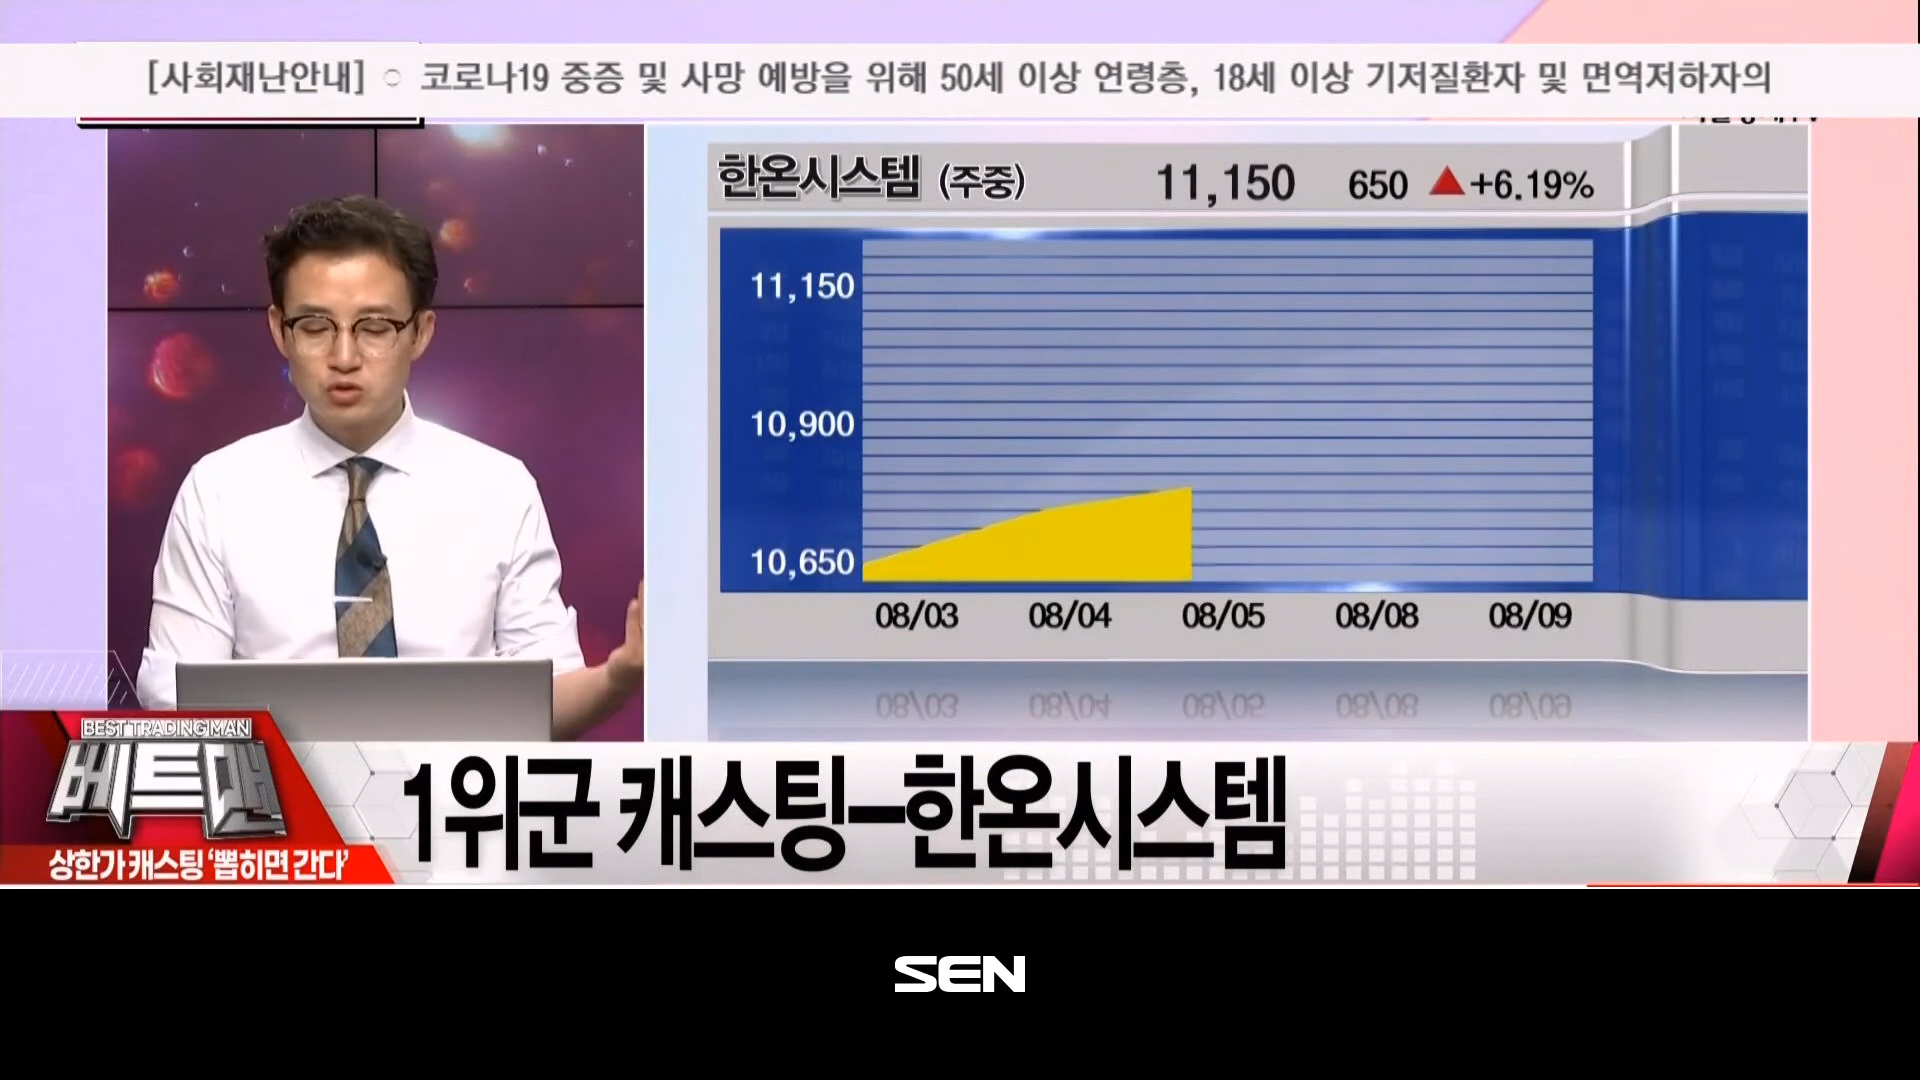 [사회재난안내] ○ 코로나19 중증 및 사망 예방을 위해 50세 이상 연령층, 18세 이상 기저질환자 및 면역저하자의
한온시스템 (주중) 11,150 650 ▲+6.19%
11,150
10,900
10,650
08/03 08/04 08/05 08/08 08/09
BEST TRADING MAN
베트맨
상한가 캐스팅 '뽑히면 간다'
1위군 캐스팅-한온시스템
SEN